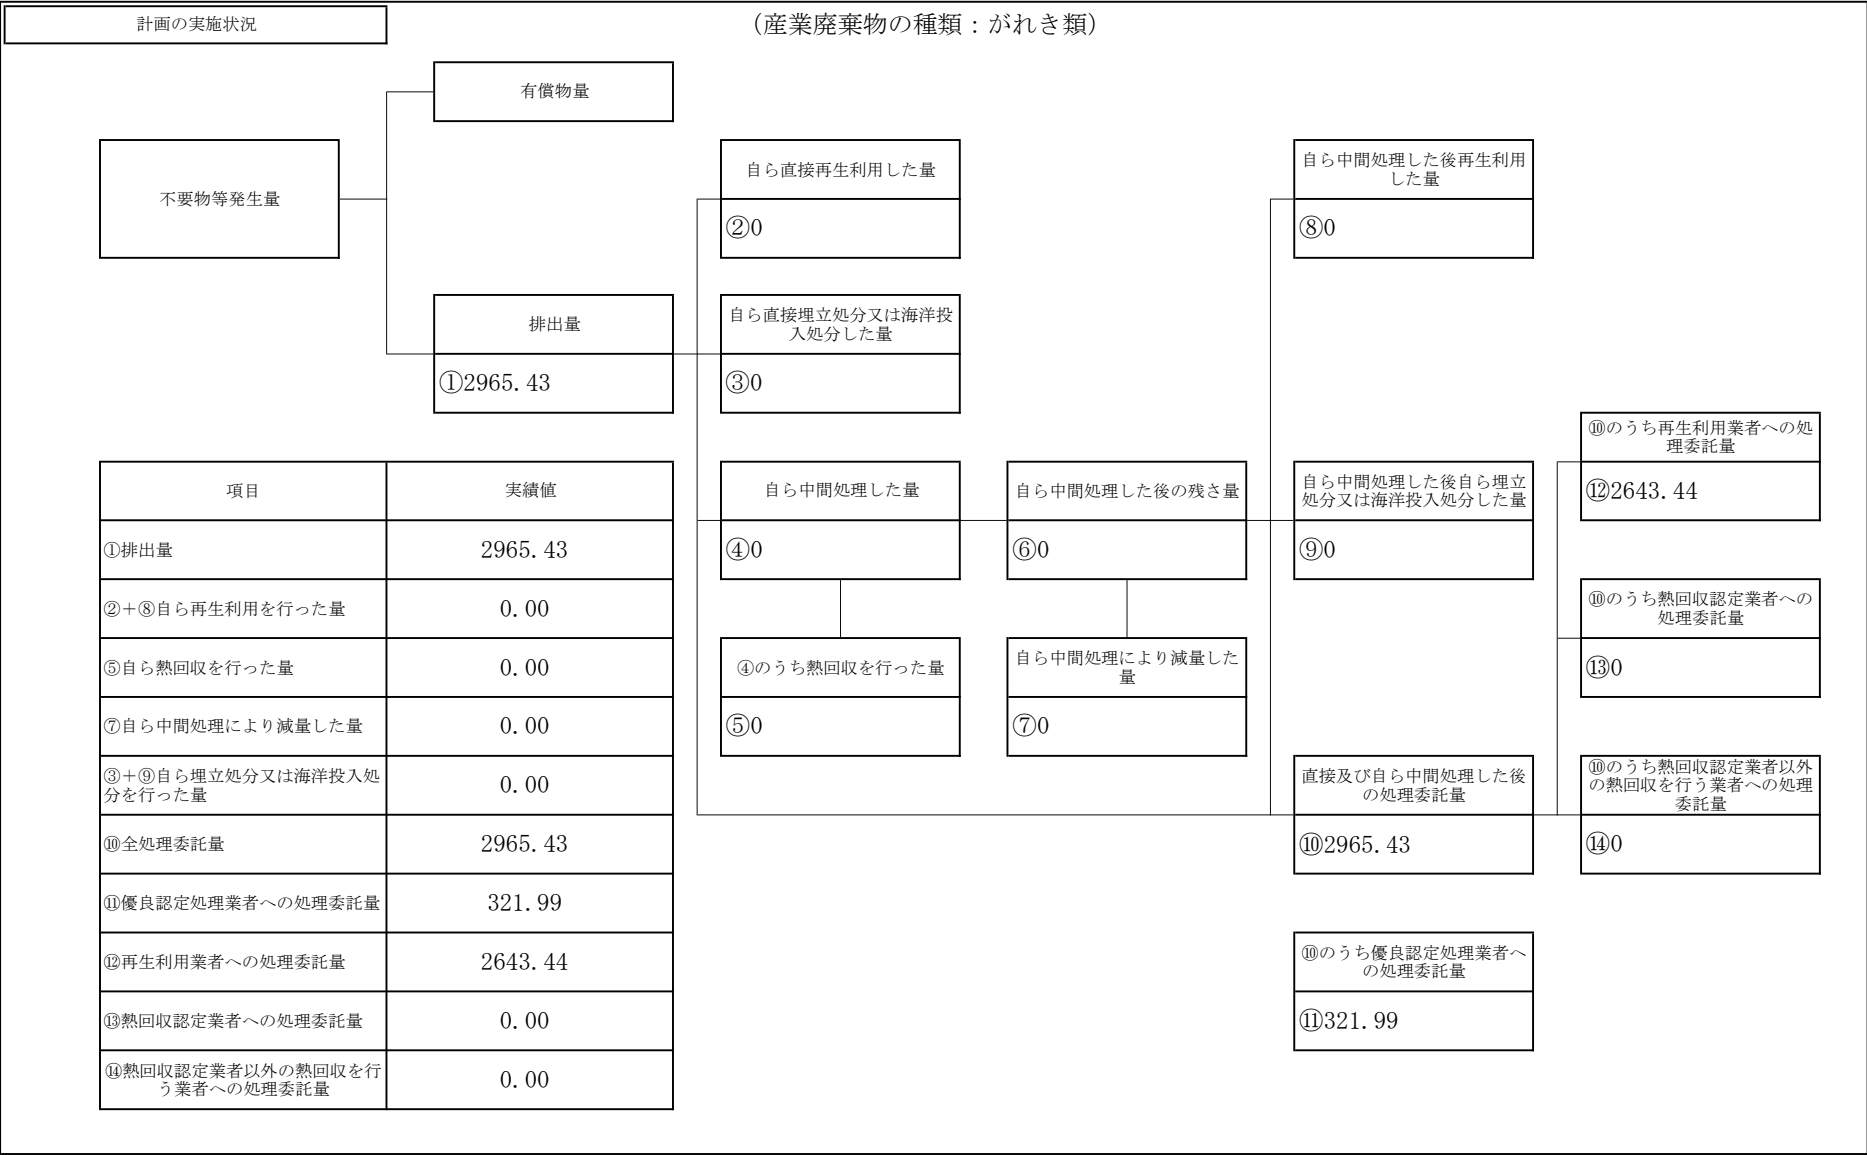 計画の実施状況
（産業廃棄物の種類：がれき類）
有償物量
不要物等発生量
排出量
①2965.43
自ら直接再生利用した量
②0
自ら直接埋立処分又は海洋投
入処分した量
③0
自ら中間処理した後再生利用
した量
⑧0
自ら中間処理した量
④0
④のうち熱回収を行った量
⑤0
自ら中間処理した後の残さ量
⑥0
自ら中間処理により減量した
量
⑦0
自ら中間処理した後自ら埋立
処分又は海洋投入処分した量
⑨0
直接及び自ら中間処理した後
の処理委託量
⑩2965.43
⑩のうち優良認定処理業者へ
の処理委託量
⑪321.99
⑩のうち再生利用業者への処
理委託量
⑫2643.44
⑩のうち熱回収認定業者への
処理委託量
⑬0
⑩のうち熱回収認定業者以外
の熱回収を行う業者への処理
委託量
⑭0
項目 実績値
①排出量 2965.43
②＋⑧自ら再生利用を行った量 0.00
⑤自ら熱回収を行った量 0.00
⑦自ら中間処理により減量した量 0.00
③＋⑨自ら埋立処分又は海洋投入処
分を行った量 0.00
⑩全処理委託量 2965.43
⑪優良認定処理業者への処理委託量 321.99
⑫再生利用業者への処理委託量 2643.44
⑬熱回収認定業者への処理委託量 0.00
⑭熱回収認定業者以外の熱回収を行
う業者への処理委託量 0.00